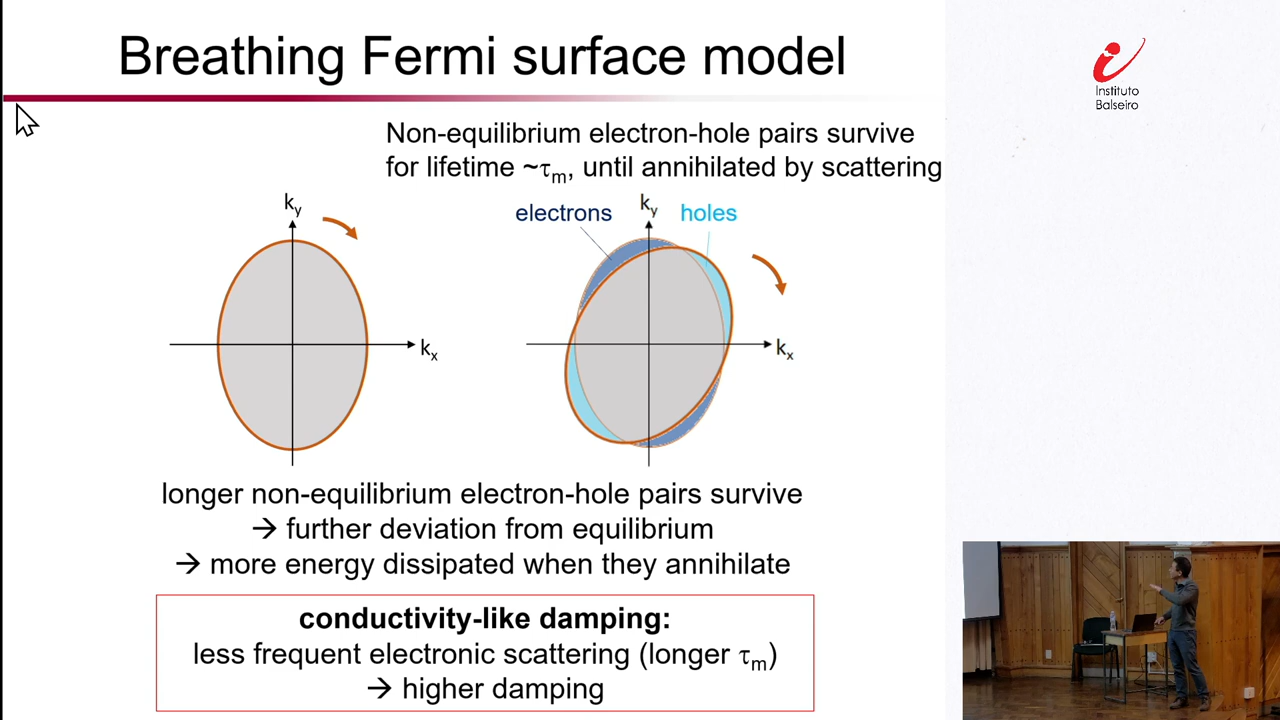 Breathing Fermi surface model
Instituto
Balseiro
Non-equilibrium electron-hole pairs survive
for lifetime ~τm, until annihilated by scattering
ky
kx
electrons
ky
holes
kx
longer non-equilibrium electron-hole pairs survive
→ further deviation from equilibrium
→ more energy dissipated when they annihilate
conductivity-like damping:
less frequent electronic scattering (longer τm)
→ higher damping